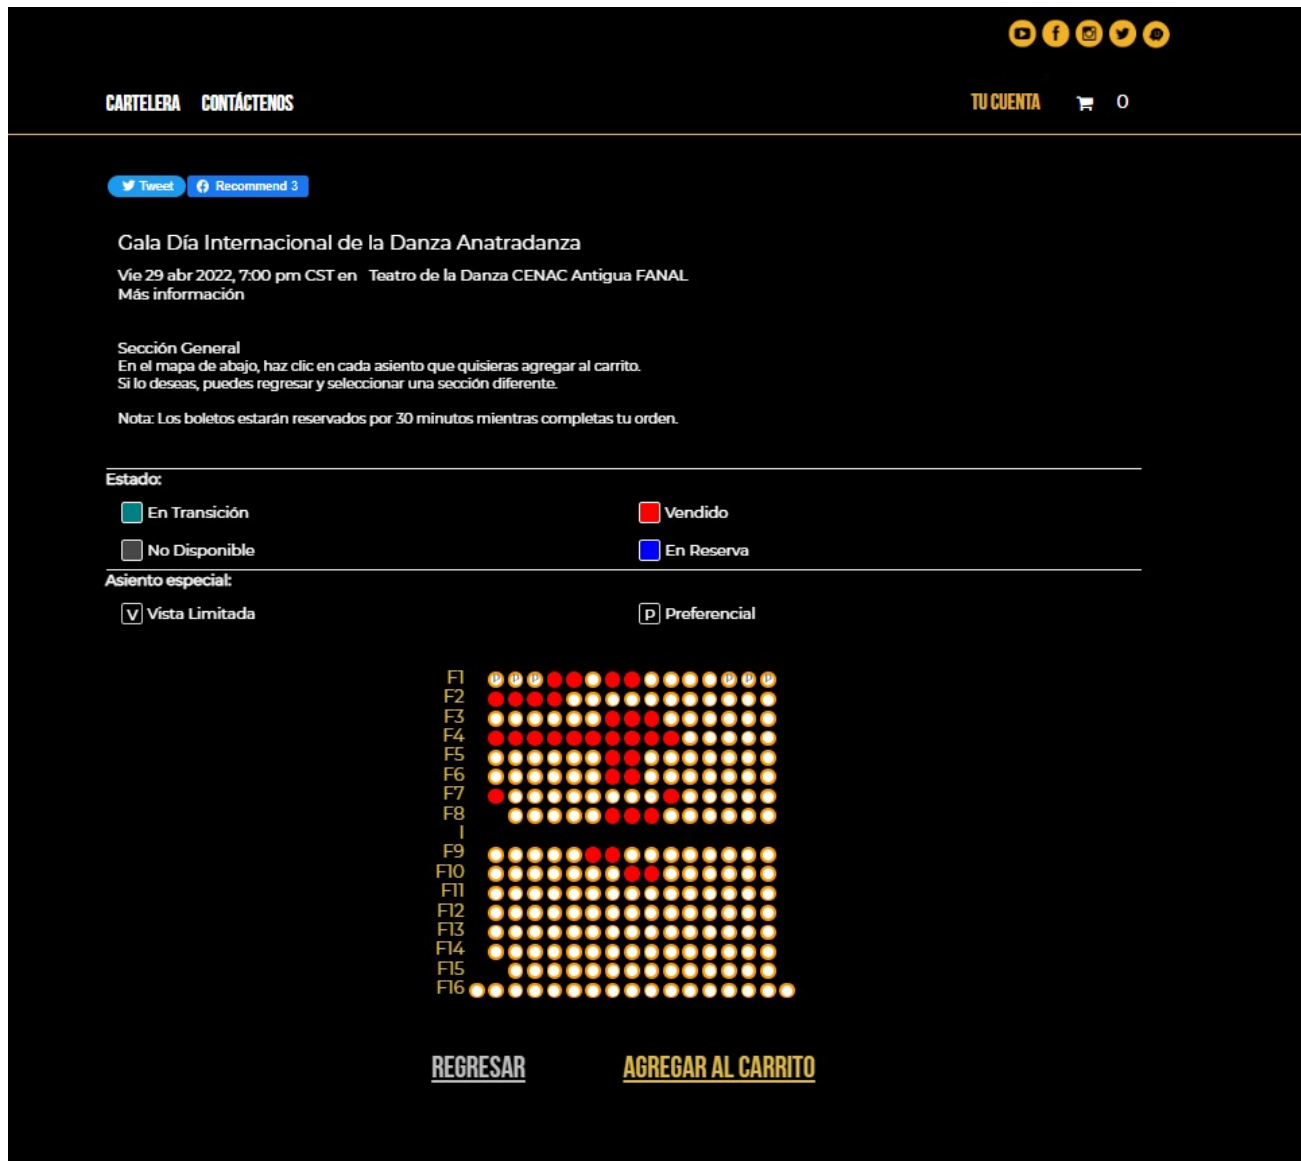 CARTELERA CONTÁCTENOS TU CUENTA 0
Tweet Recommend 3
Gala Día Internacional de la Danza Anatradanza
Vie 29 abr 2022, 7:00 pm CST en Teatro de la Danza CENAC Antigua FANAL
Más información
Sección General
En el mapa de abajo, haz clic en cada asiento que quisieras agregar al carrito.
Si lo deseas, puedes regresar y seleccionar una sección diferente.
Nota: Los boletos estarán reservados por 30 minutos mientras completas tu orden.
Estado:
En Transición Vendido
No Disponible En Reserva
Asiento especial:
V Vista Limitada P Preferencial
F1 P P P P P P
F2
F3
F4
F5
F6
F7
F8
I
F9
F10
F11
F12
F13
F14
F15
F16
REGRESAR AGREGAR AL CARRITO